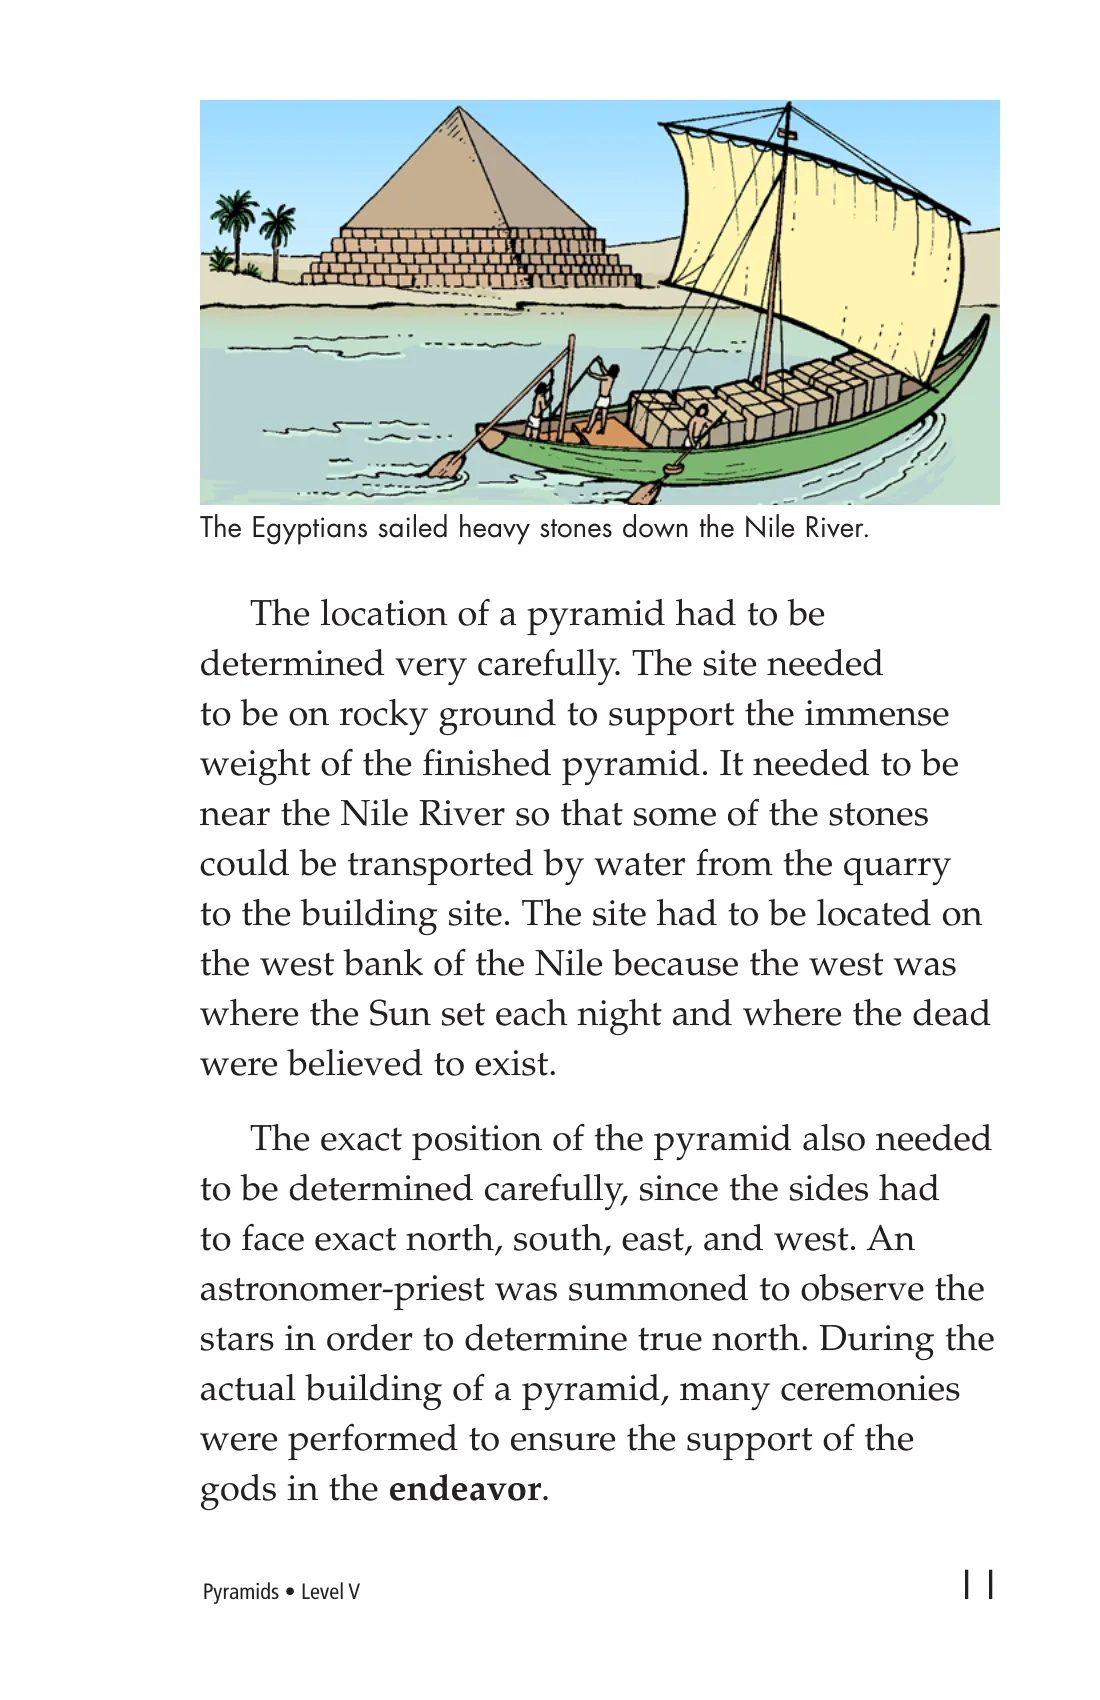 The Egyptians sailed heavy stones down the Nile River.
The location of a pyramid had to be
determined very carefully. The site needed
to be on rocky ground to support the immense
weight of the finished pyramid. It needed to be
near the Nile River so that some of the stones
could be transported by water from the quarry
to the building site. The site had to be located on
the west bank of the Nile because the west was
where the Sun set each night and where the dead
were believed to exist.
The exact position of the pyramid also needed
to be determined carefully, since the sides had
to face exact north, south, east, and west. An
astronomer-priest was summoned to observe the
stars in order to determine true north. During the
actual building of a pyramid, many ceremonies
were performed to ensure the support of the
gods in the endeavor.
Pyramids • Level V
11